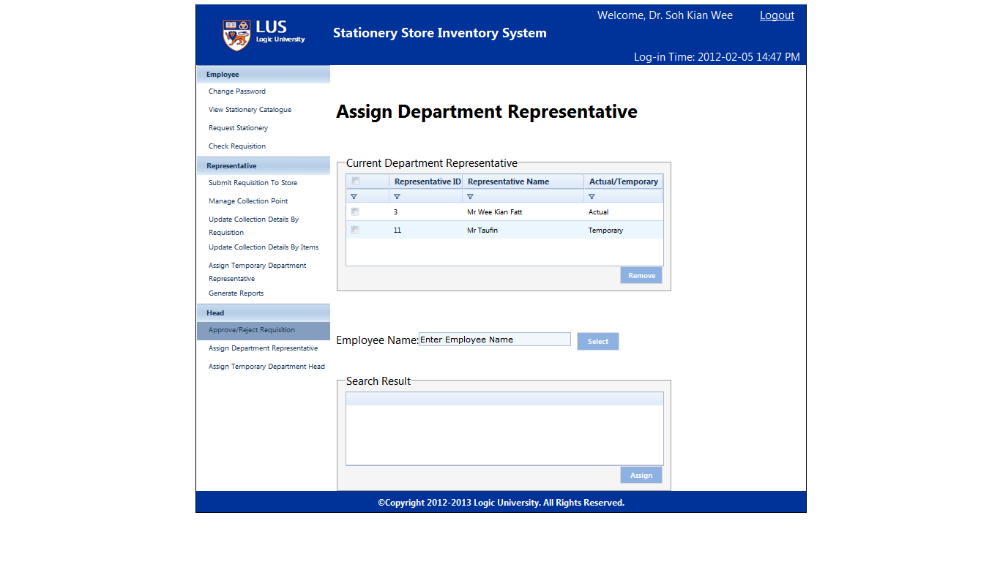 Welcome, Dr. Soh Kian Wee
Logout
LUS
Logic University
Stationery Store Inventory System
Log-in Time: 2012-02-05 14:47 PM
Employee
Change Password
View Stationery Catalogue
Request Stationery
Check Requisition
Representative
Submit Requisition To Store
Manage Collection Point
Update Collection Details By
Requisition
Update Collection Details By Items
Assign Temporary Department
Representative
Generate Reports
Head
Approve/Reject Requisition
Assign Department Representative
Assign Temporary Department Head
Assign Department Representative
Current Department Representative
Representative ID Representative Name Actual/Temporary
3 Mr Wee Kian Fatt Actual
11 Mr Taufin Temporary
Remove
Employee Name: Enter Employee Name Select
Search Result
Assign
©Copyright 2012-2013 Logic University. All Rights Reserved.